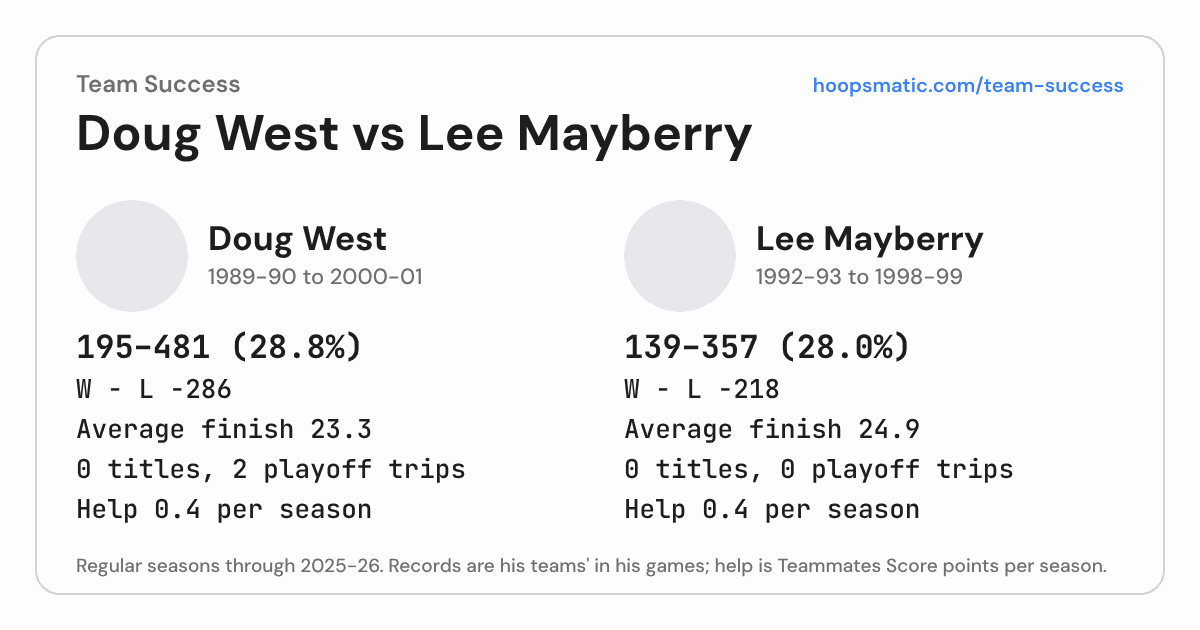 Team Success
hoopsmatic.com/team-success
Doug West vs Lee Mayberry
Doug West
1989-90 to 2000-01
195-481 (28.8%)
W - L -286
Average finish 23.3
0 titles, 2 playoff trips
Help 0.4 per season
Lee Mayberry
1992-93 to 1998-99
139-357 (28.0%)
W - L -218
Average finish 24.9
0 titles, 0 playoff trips
Help 0.4 per season
Regular seasons through 2025-26. Records are his teams' in his games; help is Teammates Score points per season.